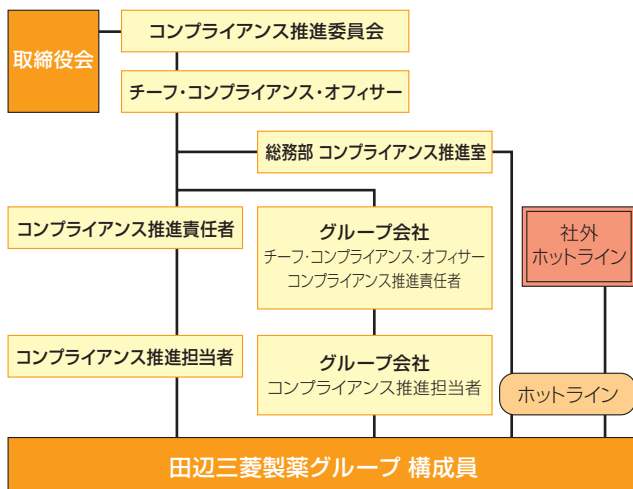 取締役会
コンプライアンス推進委員会
チーフ・コンプライアンス・オフィサー
総務部 コンプライアンス推進室
コンプライアンス推進責任者
グループ会社
チーフ・コンプライアンス・オフィサー
コンプライアンス推進責任者
社外
ホットライン
コンプライアンス推進担当者
グループ会社
コンプライアンス推進担当者
ホットライン
田辺三菱製薬グループ 構成員